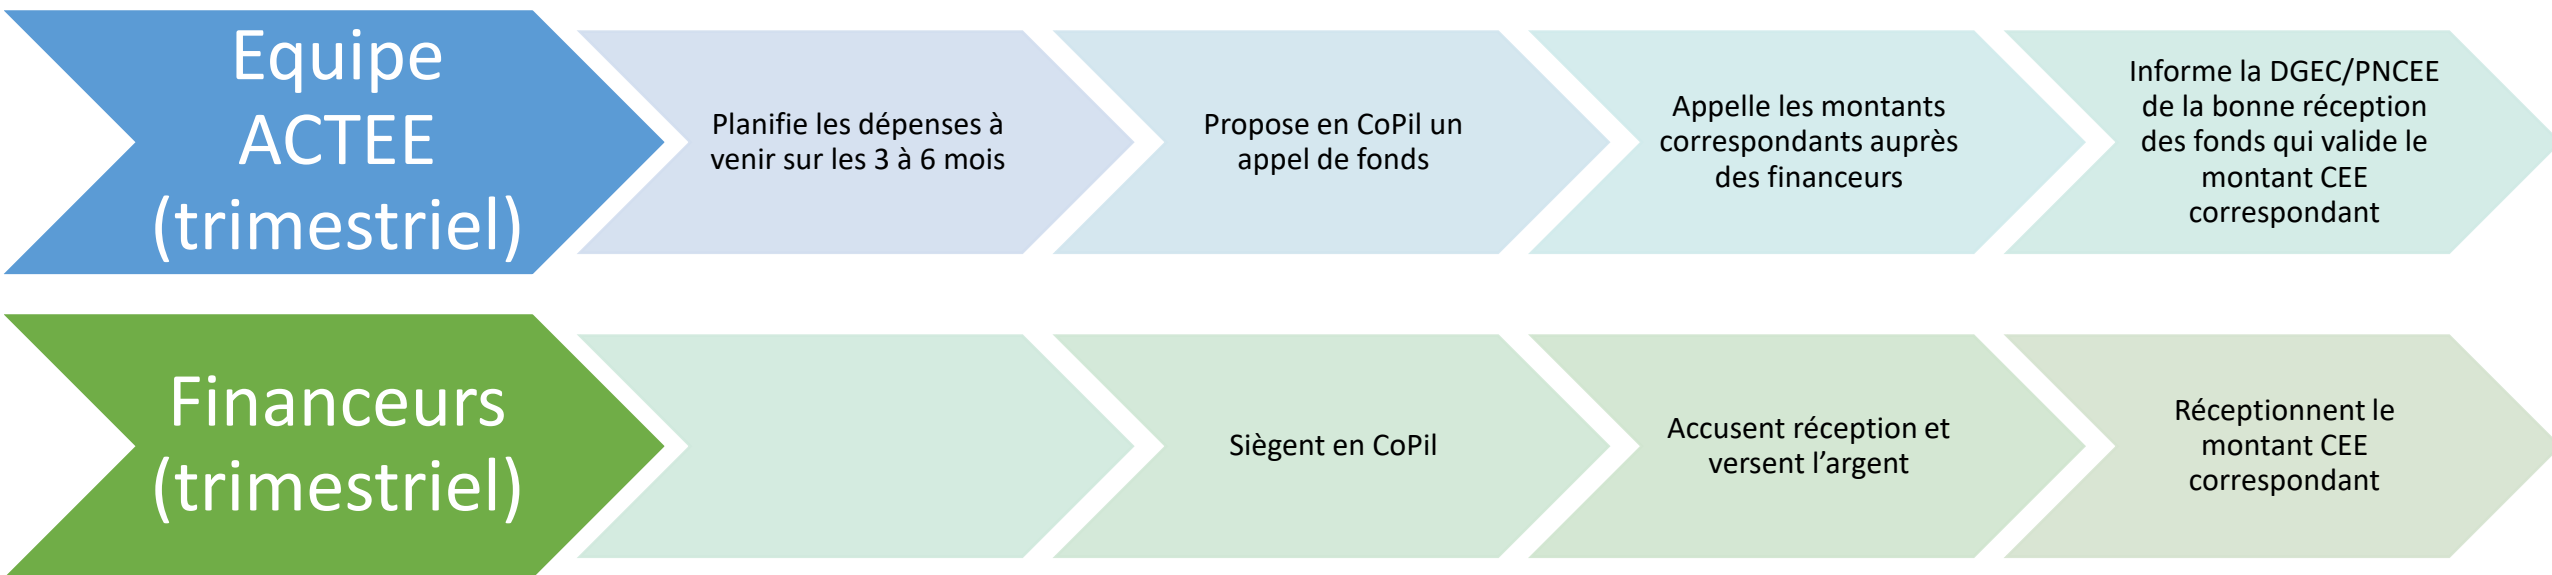 Equipe
ACTEE
(trimestriel)
Planifie les dépenses à
venir sur les 3 à 6 mois
Propose en CoPil un
appel de fonds
Appelle les montants
correspondants auprès
des financeurs
Informe la DGEC/PNCEE
de la bonne réception
des fonds qui valide le
montant CEE
correspondant
Financeurs
(trimestriel)
Siègent en CoPil
Accusent réception et
versent l’argent
Réceptionnent le
montant CEE
correspondant